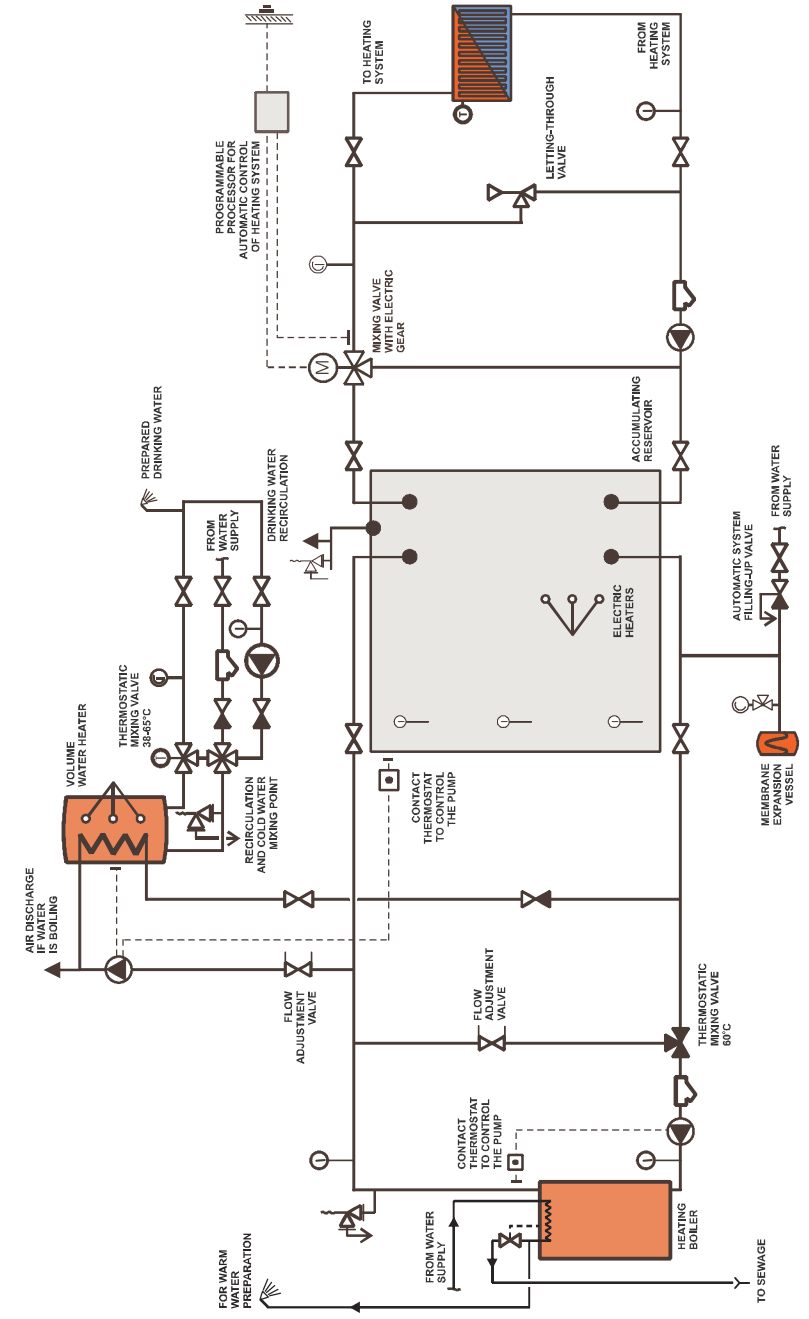 FOR WARM
WATER
PREPARATION
FROM WATER
SUPPLY
HEATING
BOILER
TO SEWAGE
CONTACT
THERMOSTAT
TO CONTROL
THE PUMP
THERMOSTATIC
MIXING VALVE
60°C
FLOW
ADJUSTMENT
VALVE
FLOW
ADJUSTMENT
VALVE
AIR DISCHARGE
IF WATER
IS BOILING
VOLUME
WATER HEATER
RECIRCULATION
AND COLD WATER
MIXING POINT
THERMOSTATIC
MIXING VALVE
38-65°C
CONTACT
THERMOSTAT
TO CONTROL
THE PUMP
MEMBRANE
EXPANSION
VESSEL
AUTOMATIC SYSTEM
FILLING-UP VALVE
FROM WATER
SUPPLY
ELECTRIC
HEATERS
ACCUMULATING
RESERVOIR
PREPARED
DRINKING WATER
FROM
WATER
SUPPLY
DRINKING WATER
RECIRCULATION
M
MIXING VALVE
WITH ELECTRIC
GEAR
PROGRAMMABLE
PROCESSOR FOR
AUTOMATIC CONTROL
OF HEATING SYSTEM
LETTING-THROUGH
VALVE
T
TO HEATING
SYSTEM
FROM
HEATING
SYSTEM